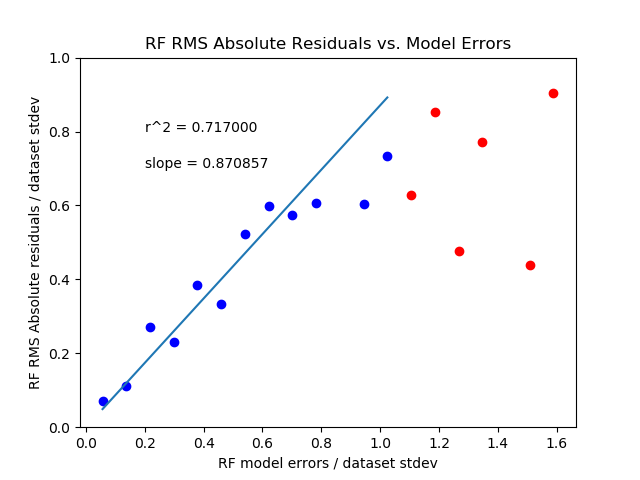 RF RMS Absolute Residuals vs. Model Errors
1.0
0.8
0.6
0.4
0.2
0.0
RF RMS Absolute residuals / dataset stdev
r^2 = 0.717000
slope = 0.870857
0.0 0.2 0.4 0.6 0.8 1.0 1.2 1.4 1.6
RF model errors / dataset stdev